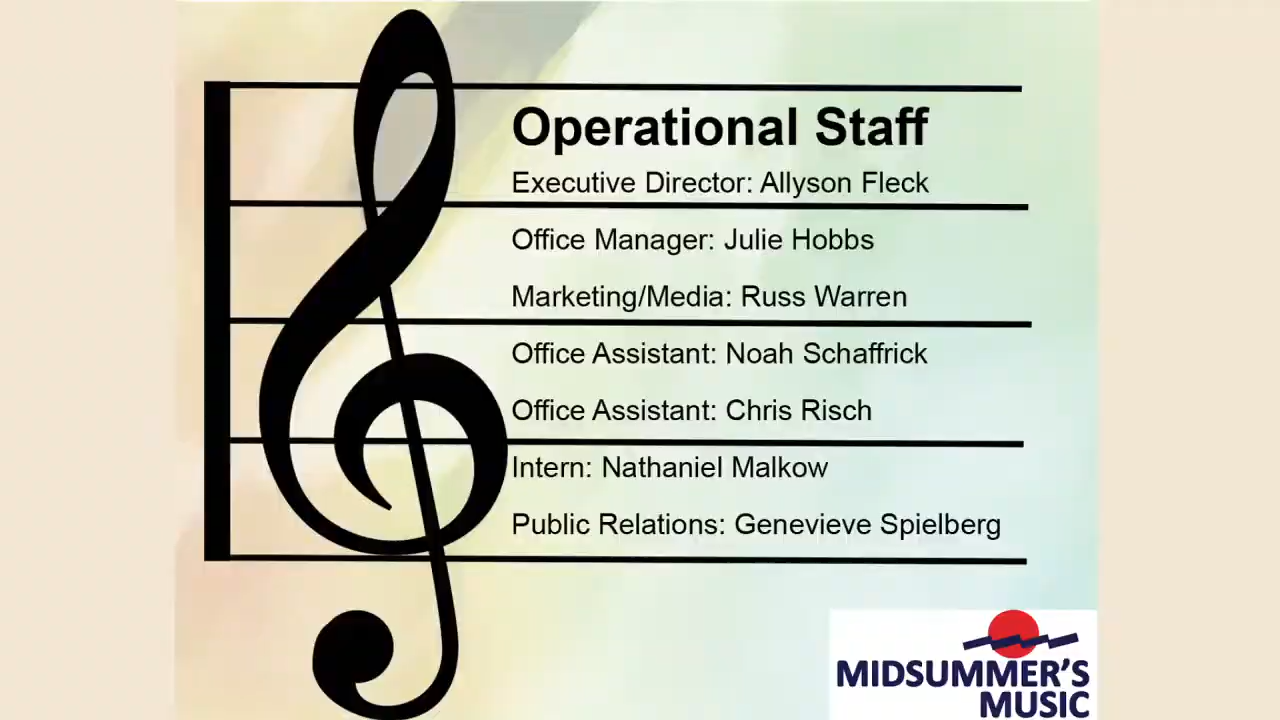 Operational Staff
Executive Director: Allyson Fleck
Office Manager: Julie Hobbs
Marketing/Media: Russ Warren
Office Assistant: Noah Schaffrick
Office Assistant: Chris Risch
Intern: Nathaniel Malkow
Public Relations: Genevieve Spielberg
MIDSUMMER'S
MUSIC